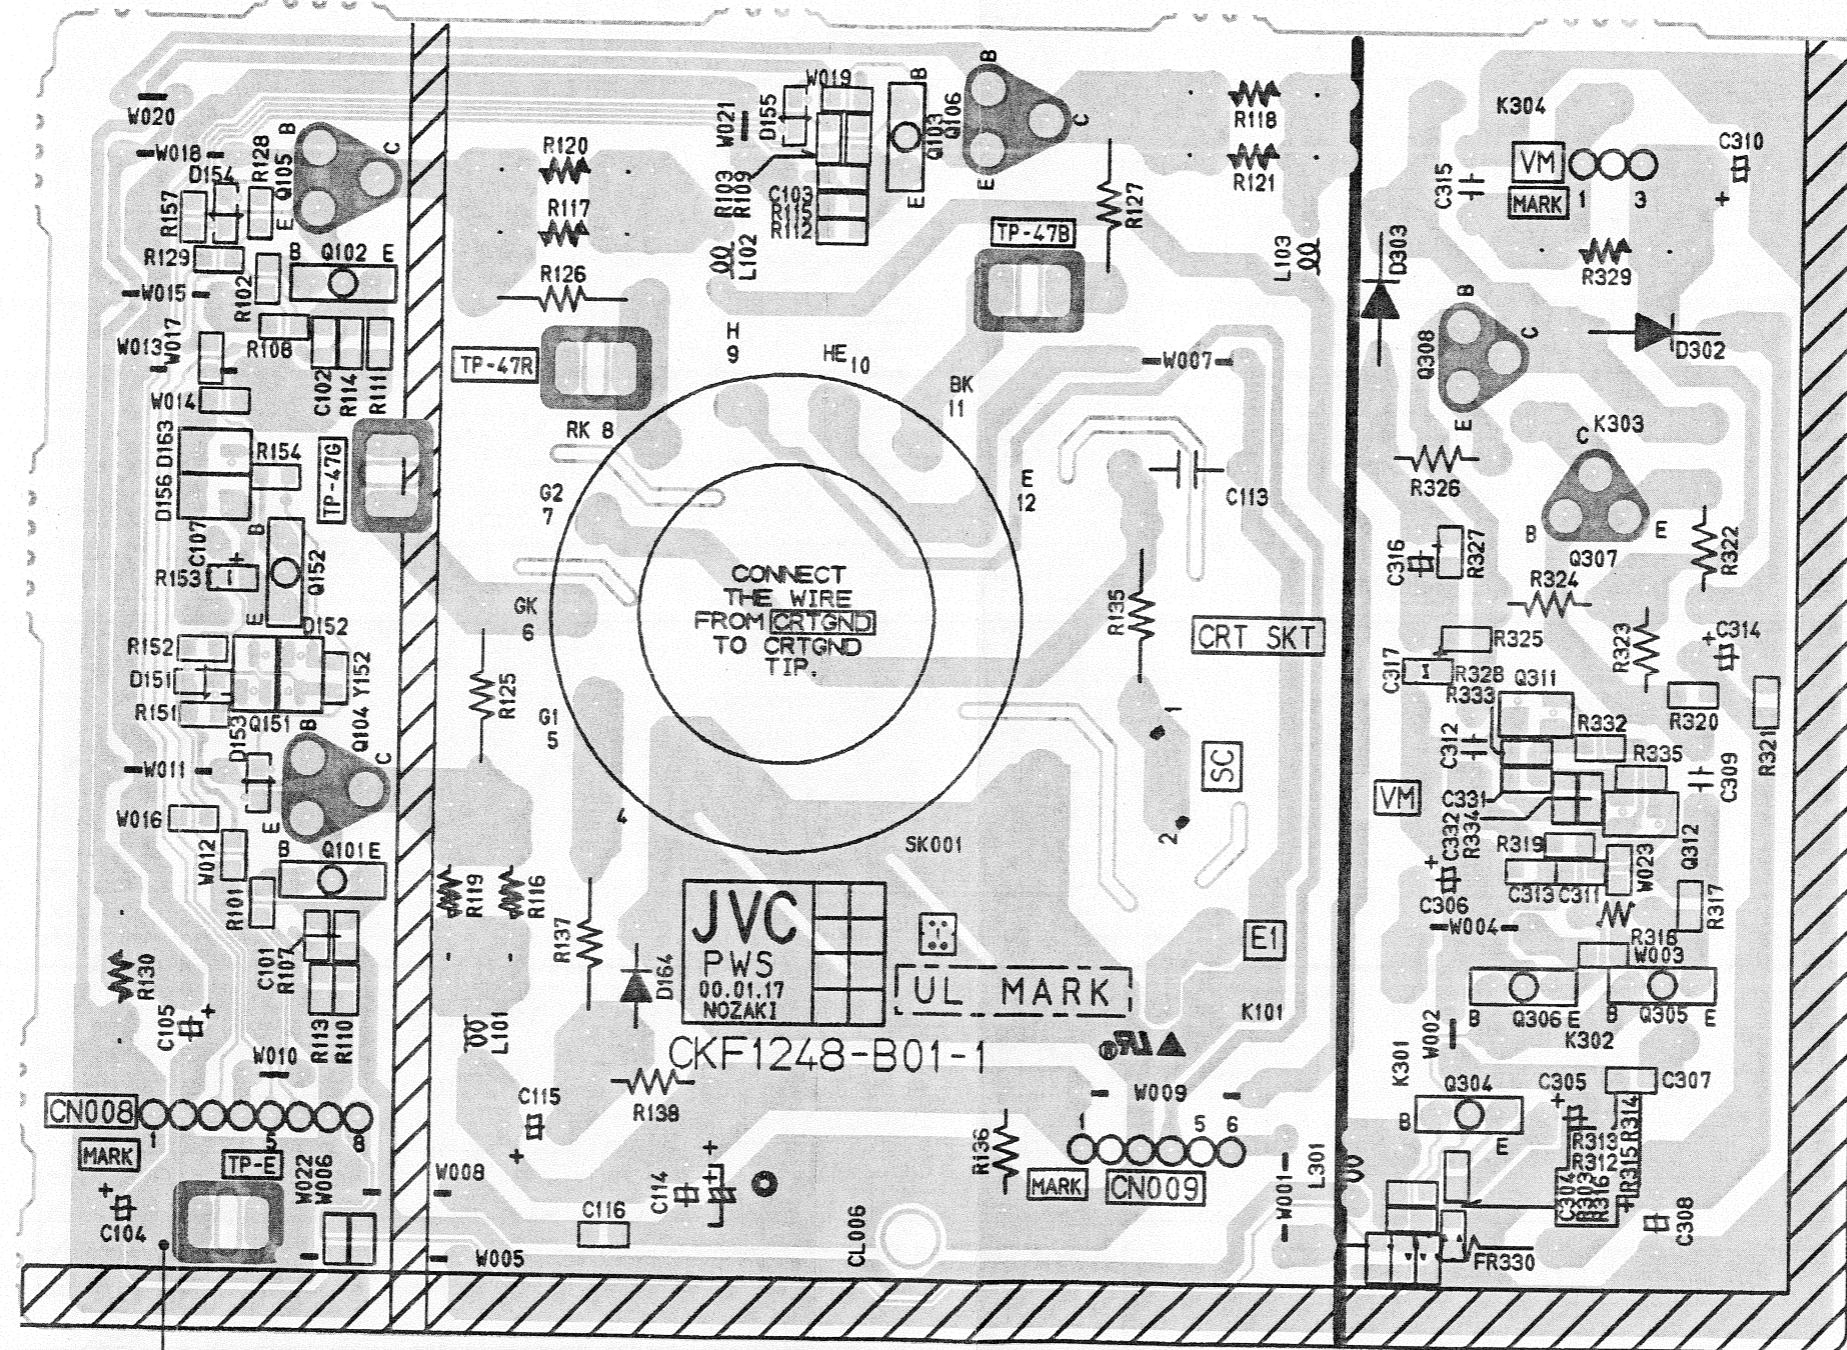 W020
W018
D154
R128
Q105
B
C
E
R157
R129
B Q102 E
W015
R102
W017
W013
R108
W014
C102
R114
R111
D163
D156
R154
TP-47G
C107
B
R153
Q152
E
D152
R152
D151
R151
Y152
Q151
D153
B
Q104
C
E
W011
W016
W012
B Q101 E
R101
C101
R107
R130
C105
+
R113
R110
W010
CN008
1 5 8
MARK
TP-E
W022
W006
+
C104
R120
R117
R126
L102
TP-47R
W021
D155
W019
R103
R109
C103
R115
R112
B
Q103
E
Q106
B
C
E
TP-47B
R127
R118
R121
L103
H
9
HE 10
BK
11
RK 8
G2
7
E
12
GK
6
G1
5
4
W007
C113
CONNECT
THE WIRE
FROM CRTGND
TO CRTGND
TIP.
R135
CRT SKT
R125
1
SC
2
SK001
R119
R116
R137
D164
JVC
PWS
00.01.17
NOZAKI
UL MARK
E1
K101
L101
CKF1248-B01-1
R138
C115
+
W008
W005
C116
C114
+
CL006
R136
W009
1 5 6
MARK
CN009
W001
L301
K304
VM
MARK
1 3
C310
+
C315
D303
R329
D302
Q308
B
C
E
K303
C
B
E
Q307
R326
C316
R327
R322
R324
R325
R323
+
C314
C317
R328
R333
Q311
R332
R320
R321
C312
R335
C309
VM
C331
C332
R334
R319
Q312
W023
+
C306
C313 C311
R317
W004
R318
W003
B Q306 E
B Q305 E
K302
W002
K301
Q304
B
E
C305
+
C307
R314
R313
R312
R315
C304
C303
R316
+
C308
FR330